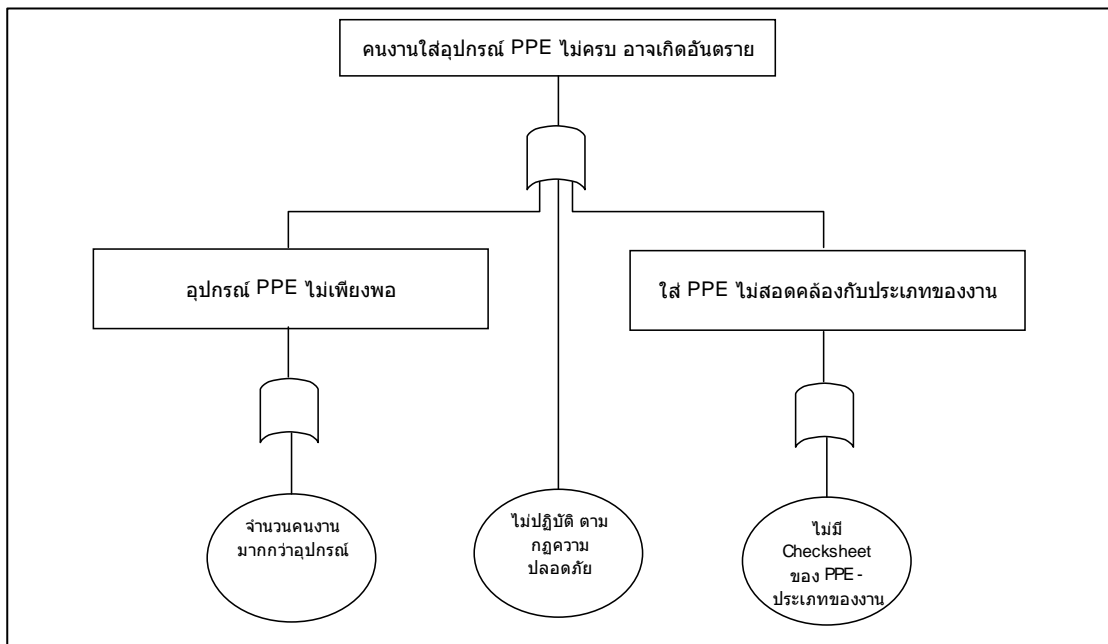 คนงานใส่อุปกรณ์ PPE ไม่ครบ อาจเกิดอันตราย
อุปกรณ์ PPE ไม่เพียงพอ
ใส่ PPE ไม่สอดคล้องกับประเภทของงาน
จำนวนคนงาน
มากกว่าอุปกรณ์
ไม่ปฏิบัติ ตาม
กฏความ
ปลอดภัย
ไม่มี
Checksheet
ของ PPE -
ประเภทของงาน